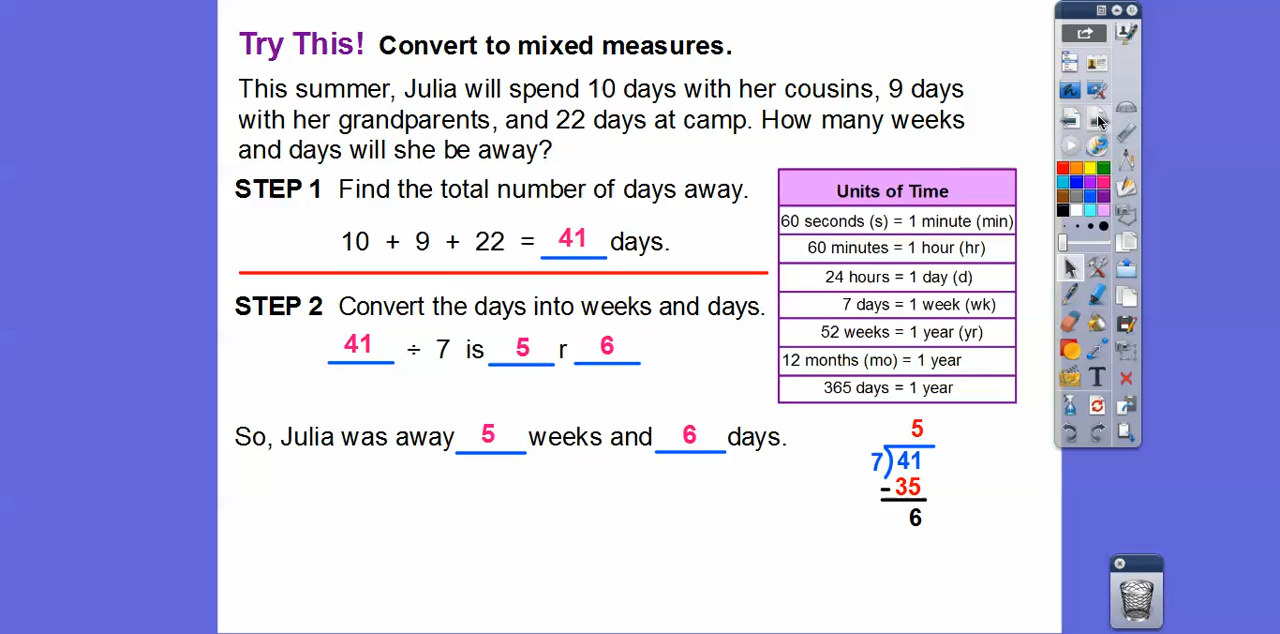 Try This! Convert to mixed measures.
This summer, Julia will spend 10 days with her cousins, 9 days
with her grandparents, and 22 days at camp. How many weeks
and days will she be away?
STEP 1 Find the total number of days away.
10 + 9 + 22 = 41 days.
STEP 2 Convert the days into weeks and days.
41 ÷ 7 is 5 r 6
So, Julia was away 5 weeks and 6 days.
Units of Time
60 seconds (s) = 1 minute (min)
60 minutes = 1 hour (hr)
24 hours = 1 day (d)
7 days = 1 week (wk)
52 weeks = 1 year (yr)
12 months (mo) = 1 year
365 days = 1 year
5
7)41
-35
6
T